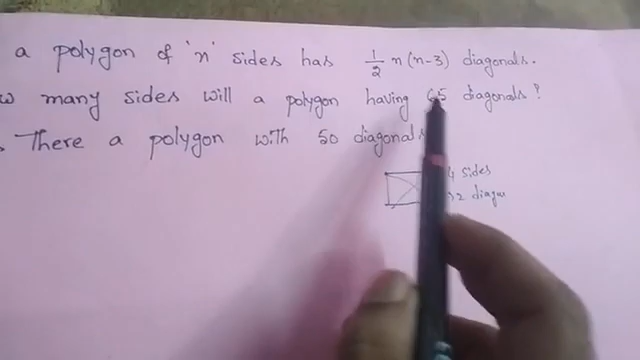 a polygon of 'n' sides has 1/2 n(n-3) diagonals.
many sides will a polygon having 65 diagonals?
There a polygon with 50 diagonals
4 sides
2